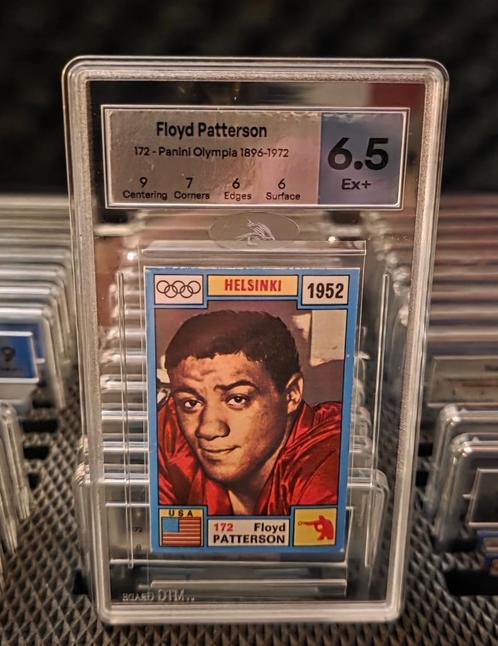 Floyd Patterson
172 - Panini Olympia 1896-1972
6.5
Ex+
9 7 6 6
Centering Corners Edges Surface
HELSINKI
1952
USA
172 Floyd
PATTERSON